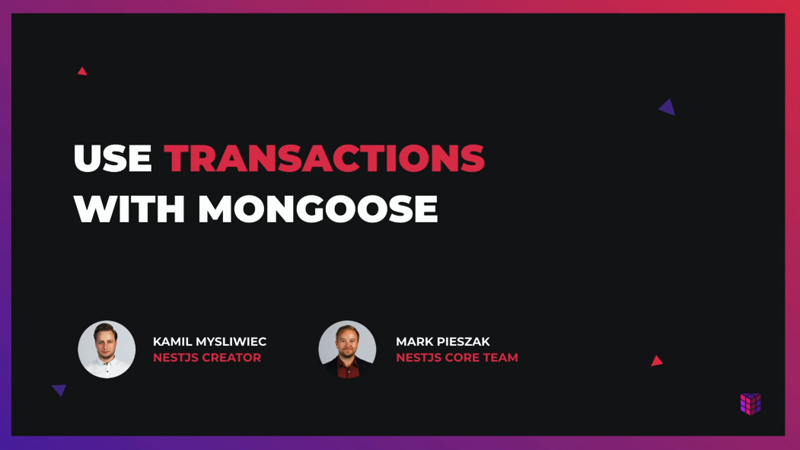 USE TRANSACTIONS
WITH MONGOOSE
KAMIL MYSLIWIEC
NESTJS CREATOR
MARK PIESZAK
NESTJS CORE TEAM